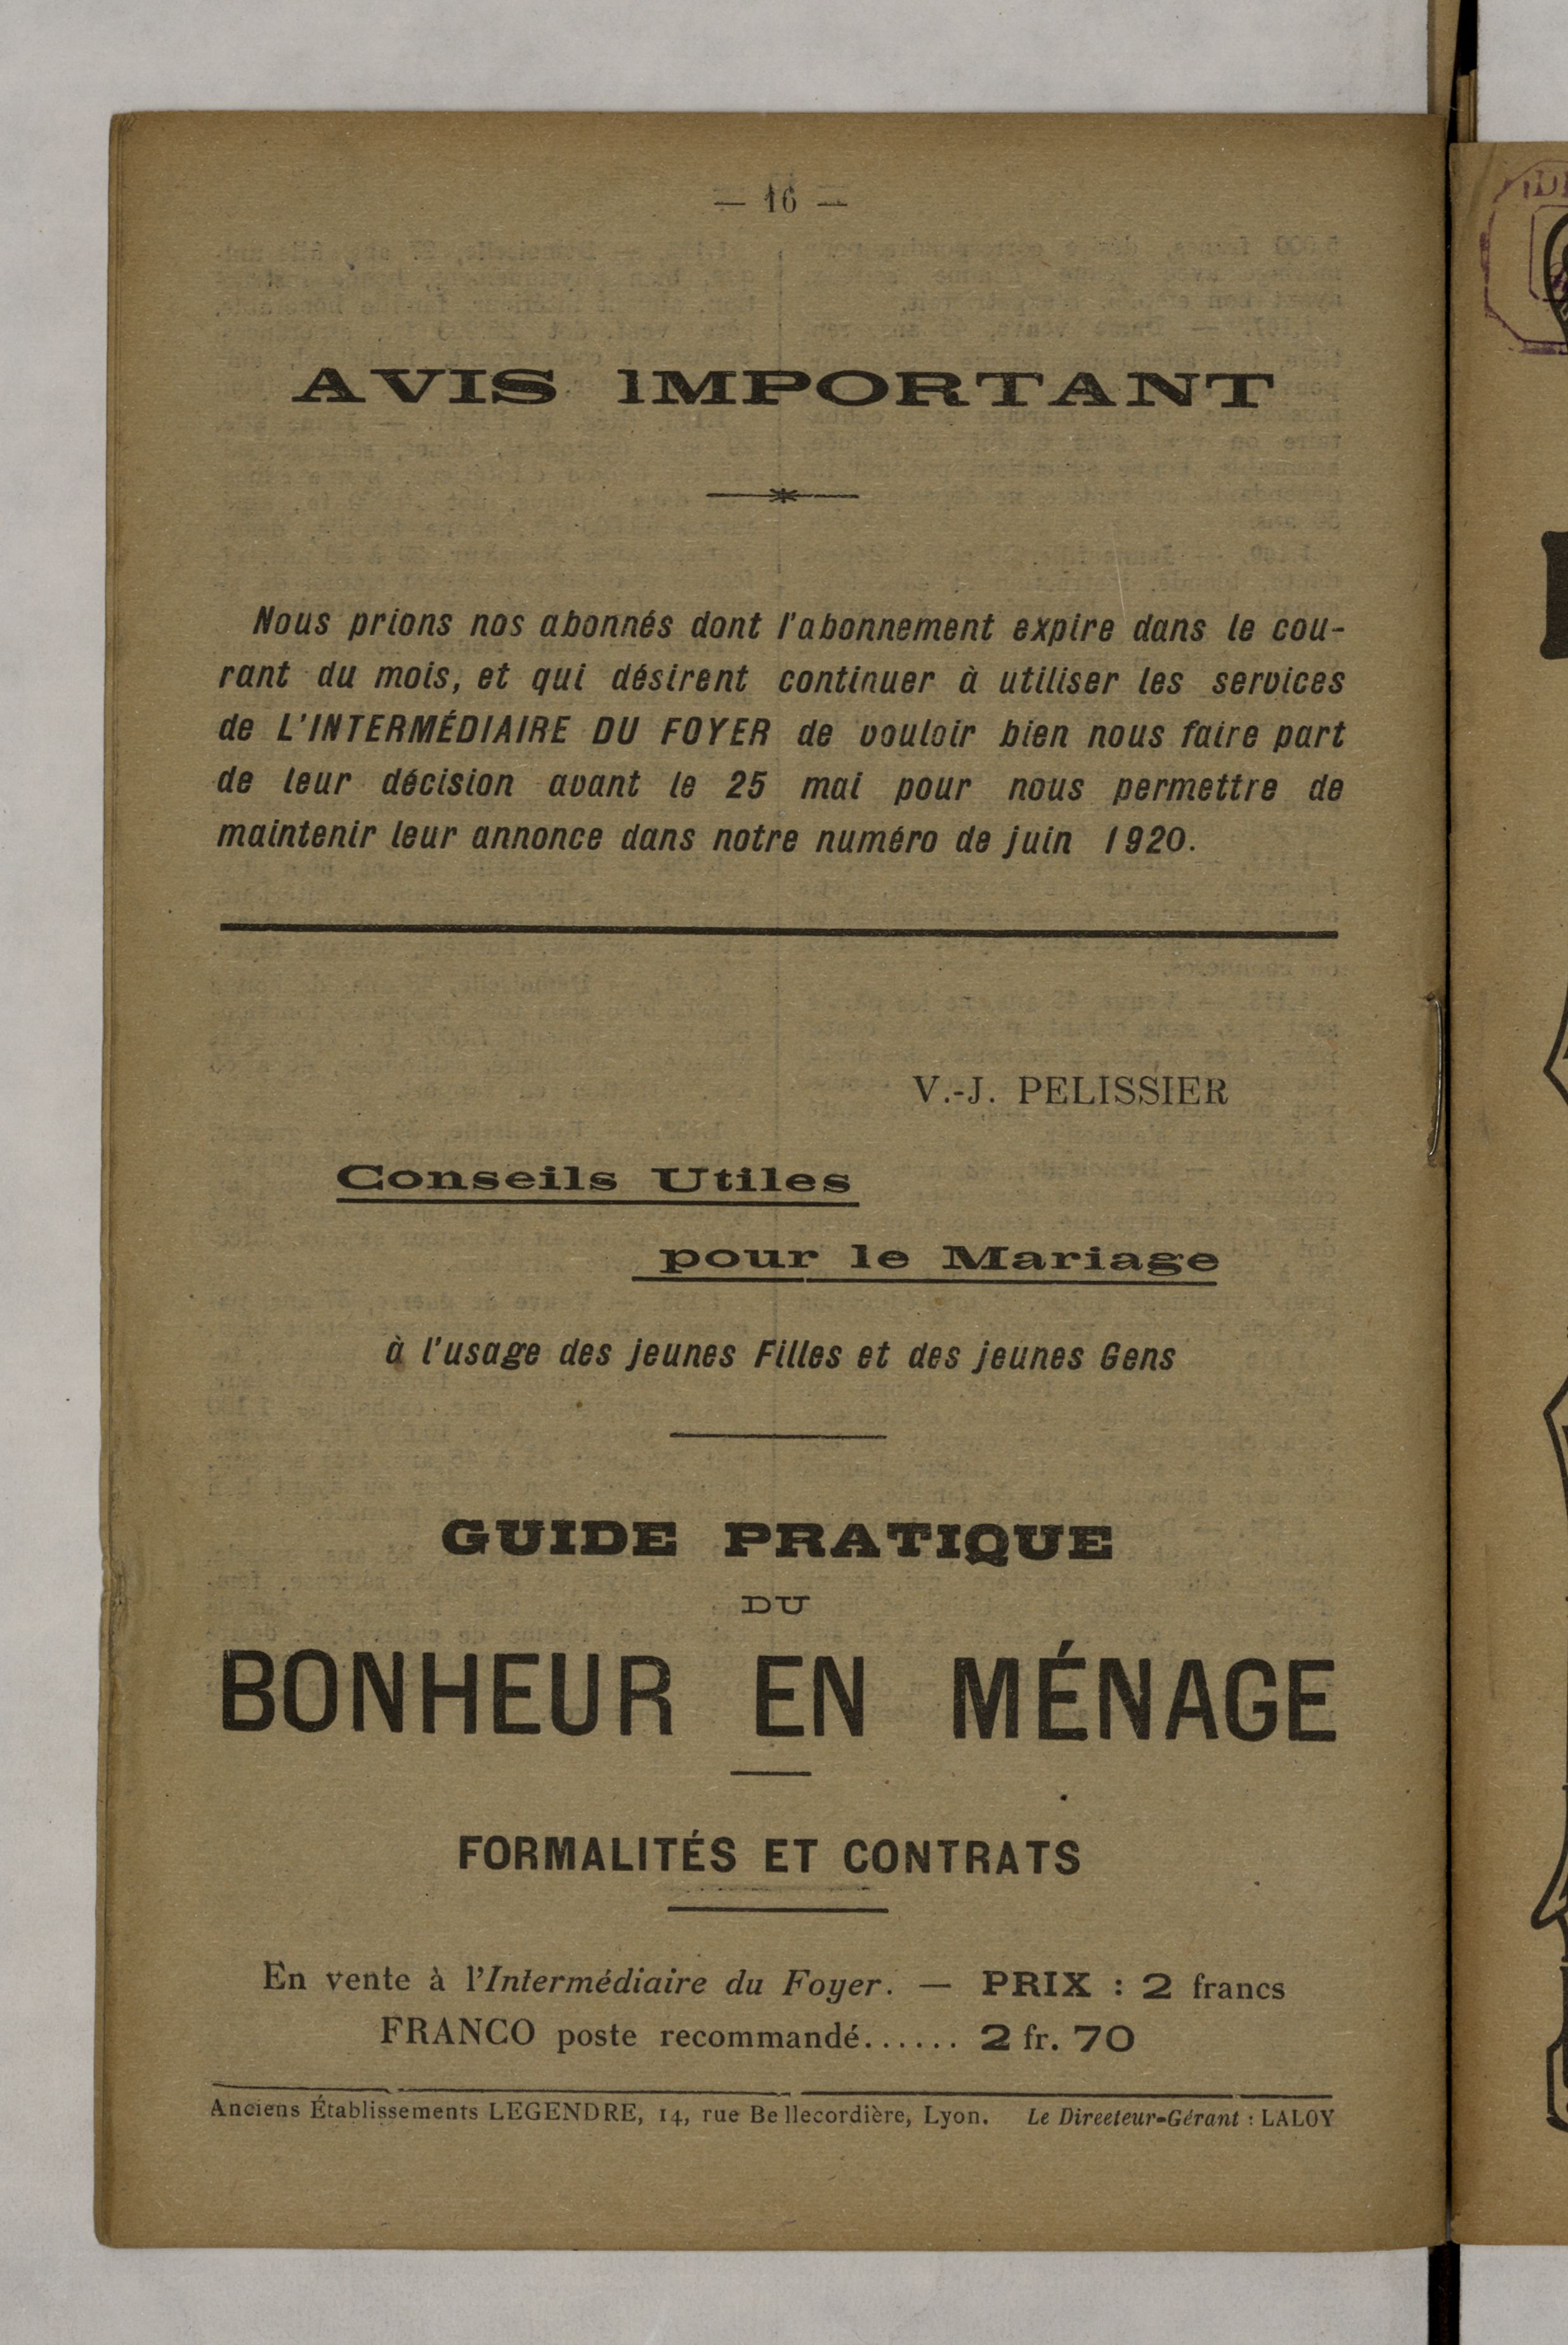 — 16 —
AVIS IMPORTANT
Nous prions nos abonnés dont l'abonnement expire dans le cou-
rant du mois, et qui désirent continuer à utiliser les services
de L'INTERMÉDIAIRE DU FOYER de vouloir bien nous faire part
de leur décision avant le 25 mai pour nous permettre de
maintenir leur annonce dans notre numéro de juin 1920.
V.-J. PELISSIER
Conseils Utiles
pour le Mariage
à l'usage des jeunes Filles et des jeunes Gens
GUIDE PRATIQUE
DU
BONHEUR EN MÉNAGE
FORMALITÉS ET CONTRATS
En vente à l'Intermédiaire du Foyer. — PRIX : 2 francs
FRANCO poste recommandé...... 2 fr. 70
Anciens Établissements LEGENDRE, 14, rue Bellecordière, Lyon. Le Direeteur-Gérant : LALOY